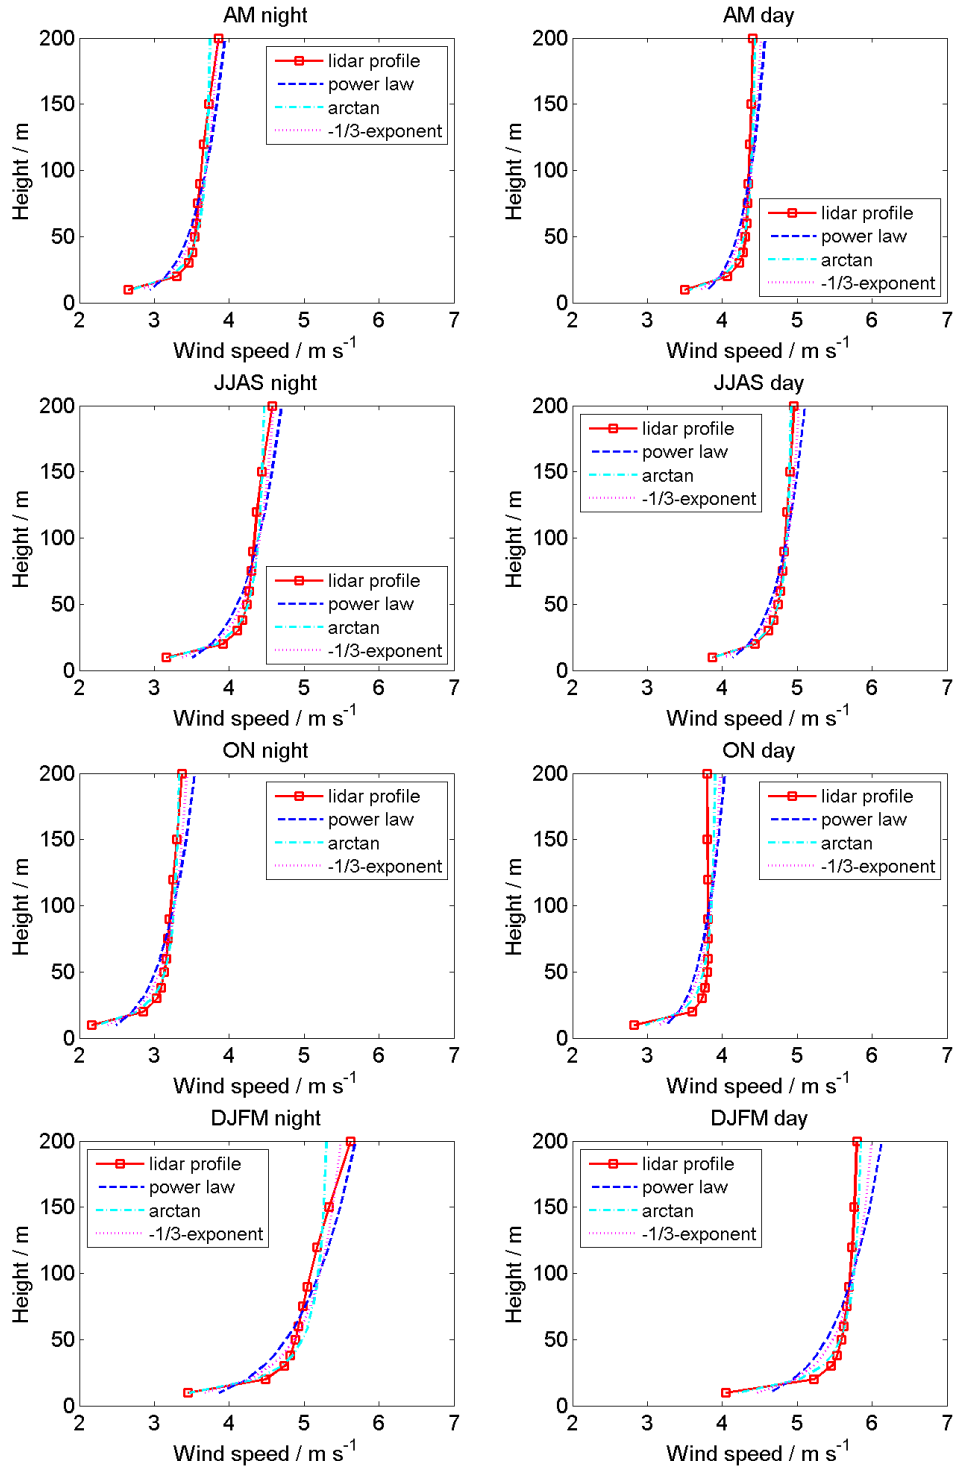 AM night
200
150
100
50
0
Height / m
2 3 4 5 6 7
Wind speed / m s-1
lidar profile
power law
arctan
-1/3-exponent
AM day
200
150
100
50
0
Height / m
2 3 4 5 6 7
Wind speed / m s-1
lidar profile
power law
arctan
-1/3-exponent
JJAS night
200
150
100
50
0
Height / m
2 3 4 5 6 7
Wind speed / m s-1
lidar profile
power law
arctan
-1/3-exponent
JJAS day
200
150
100
50
0
Height / m
2 3 4 5 6 7
Wind speed / m s-1
lidar profile
power law
arctan
-1/3-exponent
ON night
200
150
100
50
0
Height / m
2 3 4 5 6 7
Wind speed / m s-1
lidar profile
power law
arctan
-1/3-exponent
ON day
200
150
100
50
0
Height / m
2 3 4 5 6 7
Wind speed / m s-1
lidar profile
power law
arctan
-1/3-exponent
DJFM night
200
150
100
50
0
Height / m
2 3 4 5 6 7
Wind speed / m s-1
lidar profile
power law
arctan
-1/3-exponent
DJFM day
200
150
100
50
0
Height / m
2 3 4 5 6 7
Wind speed / m s-1
lidar profile
power law
arctan
-1/3-exponent